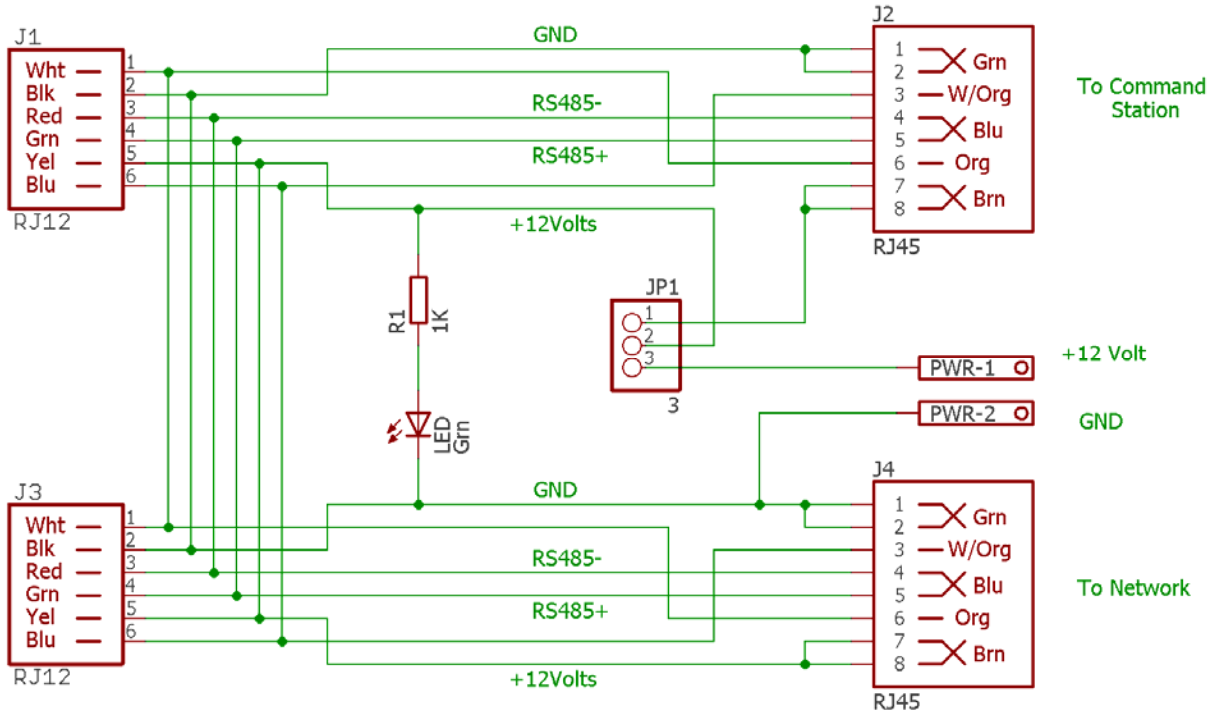 J1
Wht
1
Blk
2
Red
3
Grn
4
Yel
5
Blu
6
RJ12
GND
RS485-
RS485+
+12Volts
J2
1
2
Grn
3
W/Org
4
5
Blu
6
Org
7
8
Brn
RJ45
To Command
Station
R1
1K
LED
Grn
JP1
1
2
3
3
PWR-1
+12 Volt
PWR-2
GND
J3
Wht
1
Blk
2
Red
3
Grn
4
Yel
5
Blu
6
RJ12
GND
RS485-
RS485+
+12Volts
J4
1
2
Grn
3
W/Org
4
5
Blu
6
Org
7
8
Brn
RJ45
To Network